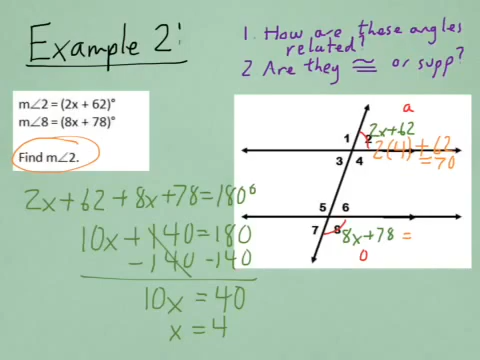 Example 2:
1. How are these angles
related?
2 Are they ≅ or supp?
m∠2 = (2x + 62)°
m∠8 = (8x + 78)°
Find m∠2.
a
1 2
2x+62
2(4)+62
=70
3 4
5 6
7 8
8x+78 =
0
2x+62+8x+78=180°
10x+140=180
-140 -140
10x = 40
x = 4